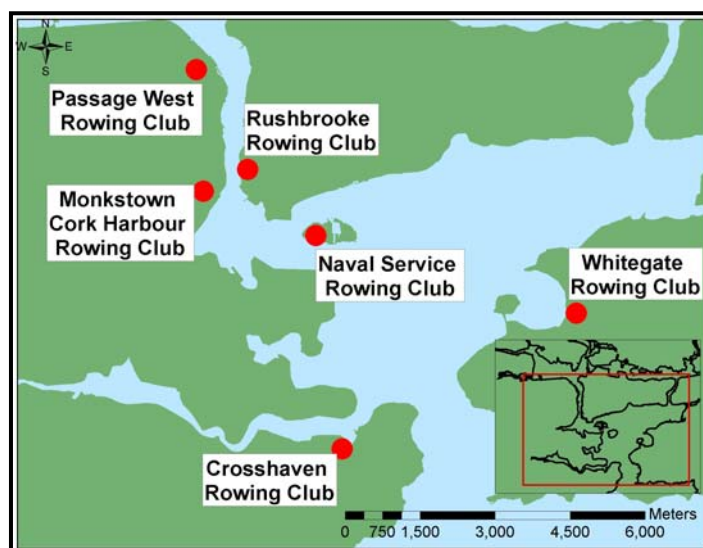 N
W E
S
Passage West
Rowing Club
Rushbrooke
Rowing Club
Monkstown
Cork Harbour
Rowing Club
Naval Service
Rowing Club
Whitegate
Rowing Club
Crosshaven
Rowing Club
Meters
0 750 1,500 3,000 4,500 6,000